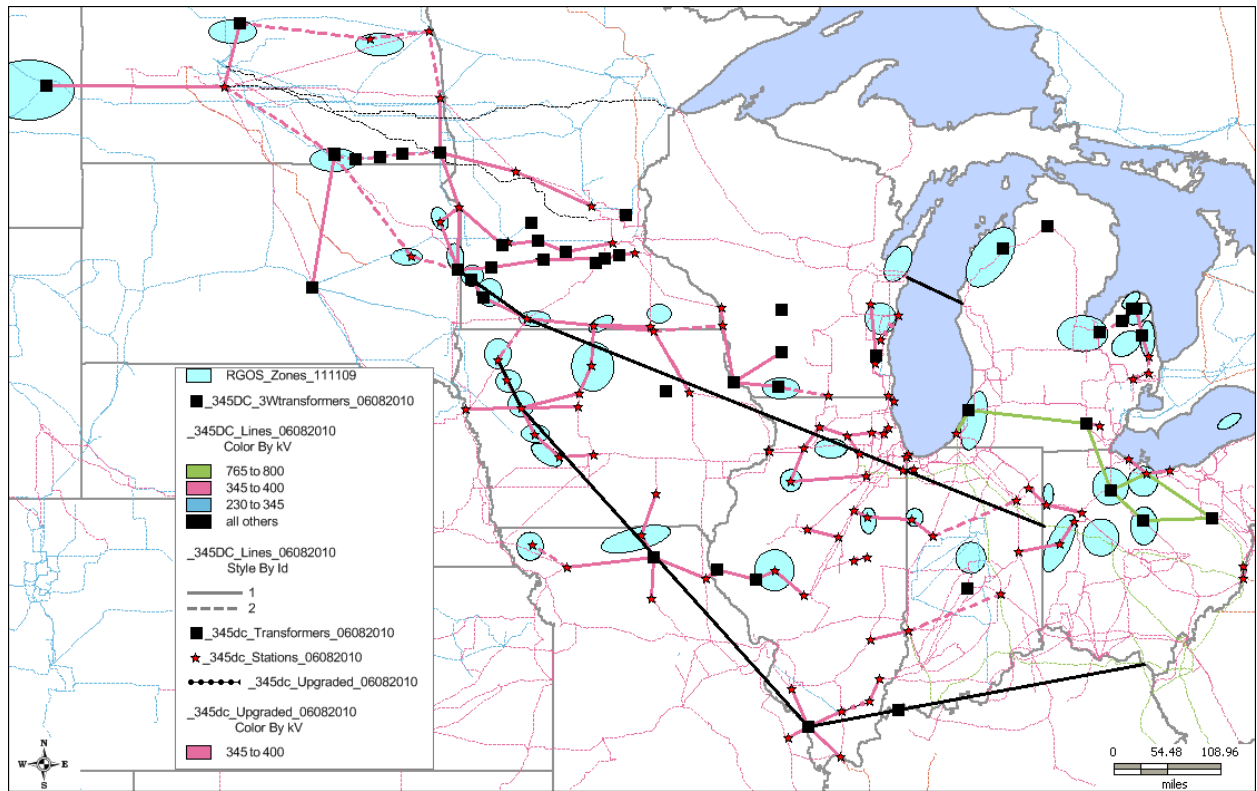 RGOS_Zones_111109
_345DC_3Wtransformers_06082010
_345DC_Lines_06082010
Color By kV
765 to 800
345 to 400
230 to 345
all others
_345DC_Lines_06082010
Style By Id
1
2
_345dc_Transformers_06082010
_345dc_Stations_06082010
_345dc_Upgraded_06082010
_345dc_Upgraded_06082010
Color By kV
345 to 400
N
W E
S
0 54.48 108.96
miles